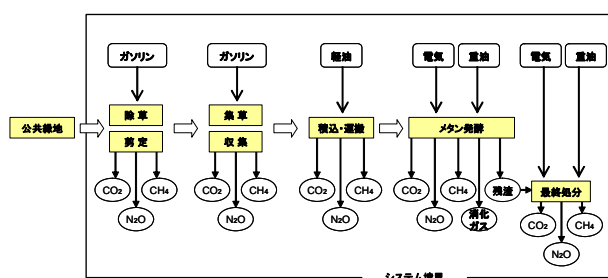 ガソリン ガソリン 軽油 電気 重油 電気 重油
除草 集草
公共緑地 積込・運搬 メタン発酵
剪定 収集
CO2 CH4 CO2 CH4 CO2 CH4 CO2 CH4 残渣 最終処分
N2O N2O N2O N2O 消化
ガス
CO2 CH4
N2O
システム境界